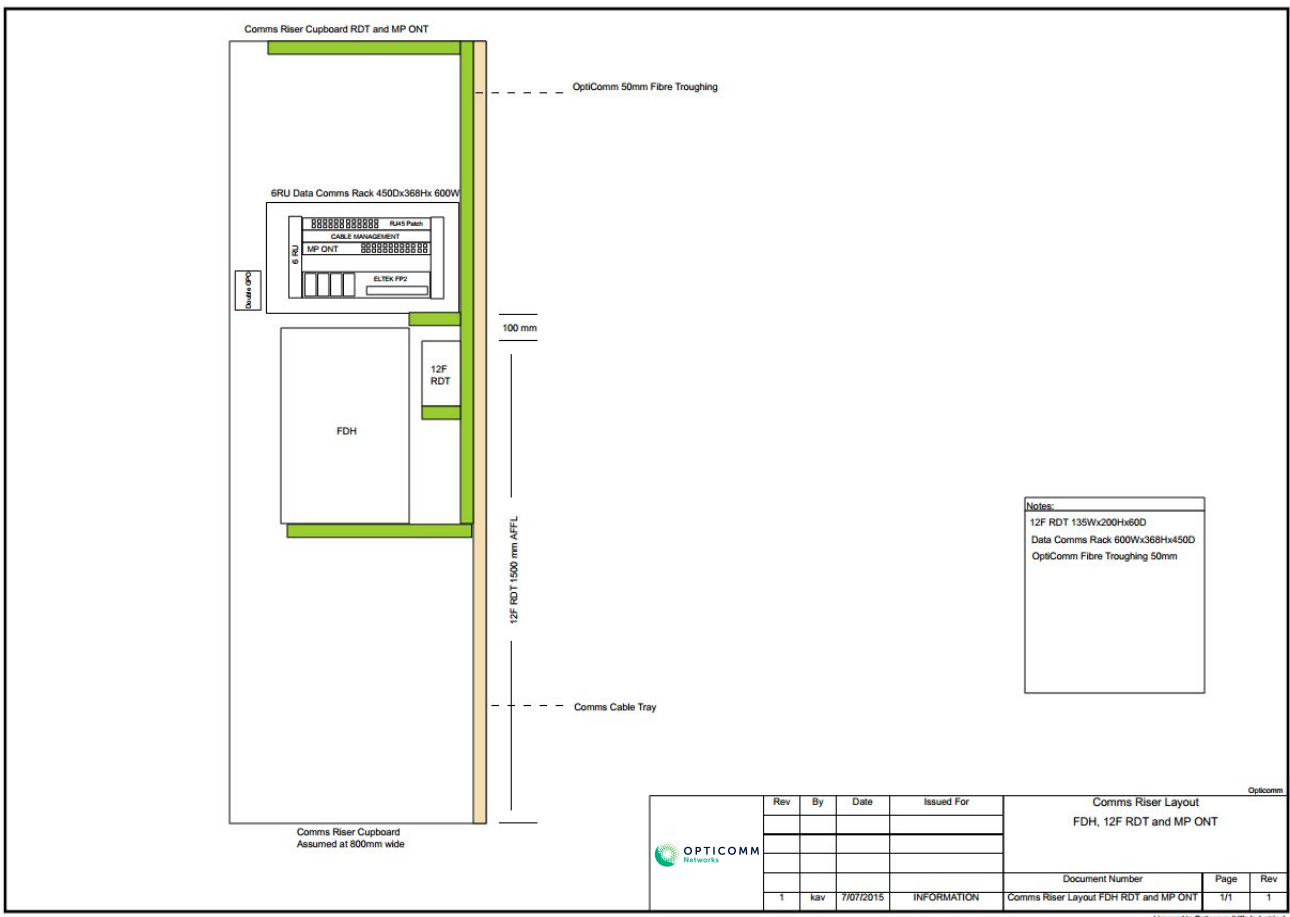 Comms Riser Cupboard RDT and MP ONT
OptiComm 50mm Fibre Troughing
6RU Data Comms Rack 450Dx368Hx 600W
RJ45 Patch
CABLE MANAGEMENT
MP ONT
6 RU
ELTEK FP2
Double GPO
100 mm
12F
RDT
FDH
12F RDT 1500 mm AFFL
Notes:
12F RDT 135Wx200Hx60D
Data Comms Rack 600Wx368Hx450D
OptiComm Fibre Troughing 50mm
Comms Cable Tray
Comms Riser Cupboard
Assumed at 800mm wide
Opticomm
OPTICOMM
Networks
Rev By Date Issued For
Comms Riser Layout
FDH, 12F RDT and MP ONT
Document Number Page Rev
1 kav 7/07/2015 INFORMATION Comms Riser Layout FDH RDT and MP ONT 1/1 1